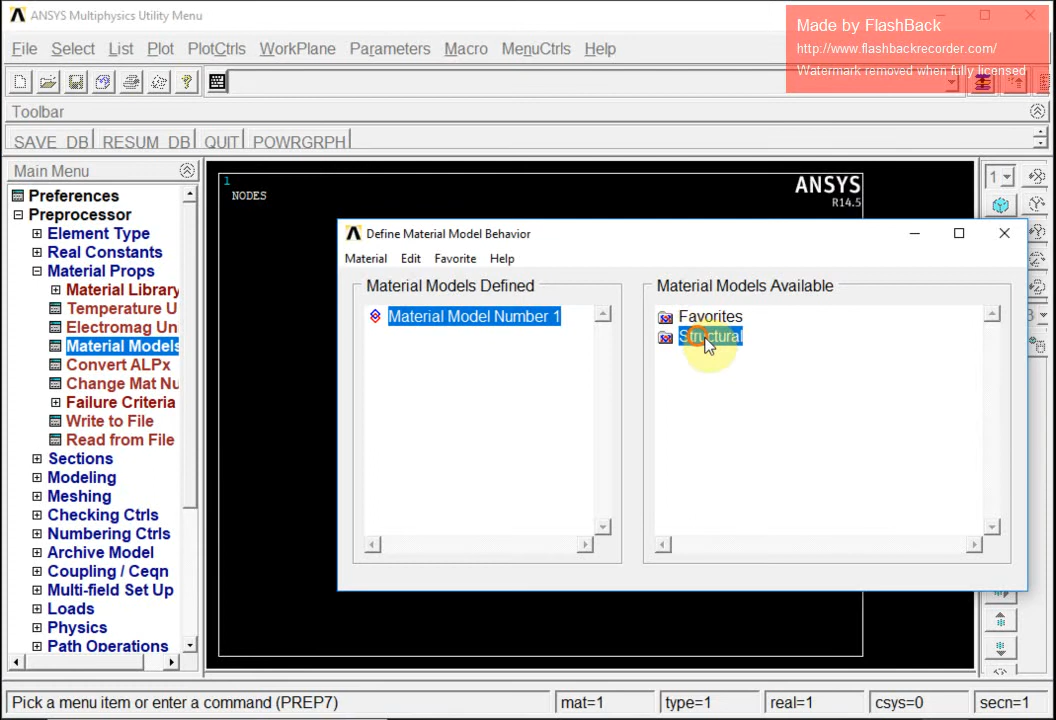 ANSYS Multiphysics Utility Menu
Made by FlashBack
http://www.flashbackrecorder.com/
Watermark removed when fully licensed
File Select List Plot PlotCtrls WorkPlane Parameters Macro MenuCtrls Help
Toolbar
SAVE_DB RESUM_DB QUIT POWRGRPH
Main Menu
Preferences
Preprocessor
Element Type
Real Constants
Material Props
Material Library
Temperature U
Electromag Un
Material Models
Convert ALPx
Change Mat Nu
Failure Criteria
Write to File
Read from File
Sections
Modeling
Meshing
Checking Ctrls
Numbering Ctrls
Archive Model
Coupling / Ceqn
Multi-field Set Up
Loads
Physics
Path Operations
1
NODES
ANSYS
R14.5
1
3
Define Material Model Behavior
Material Edit Favorite Help
Material Models Defined
Material Model Number 1
Material Models Available
Favorites
Structural
Pick a menu item or enter a command (PREP7)
mat=1
type=1
real=1
csys=0
secn=1